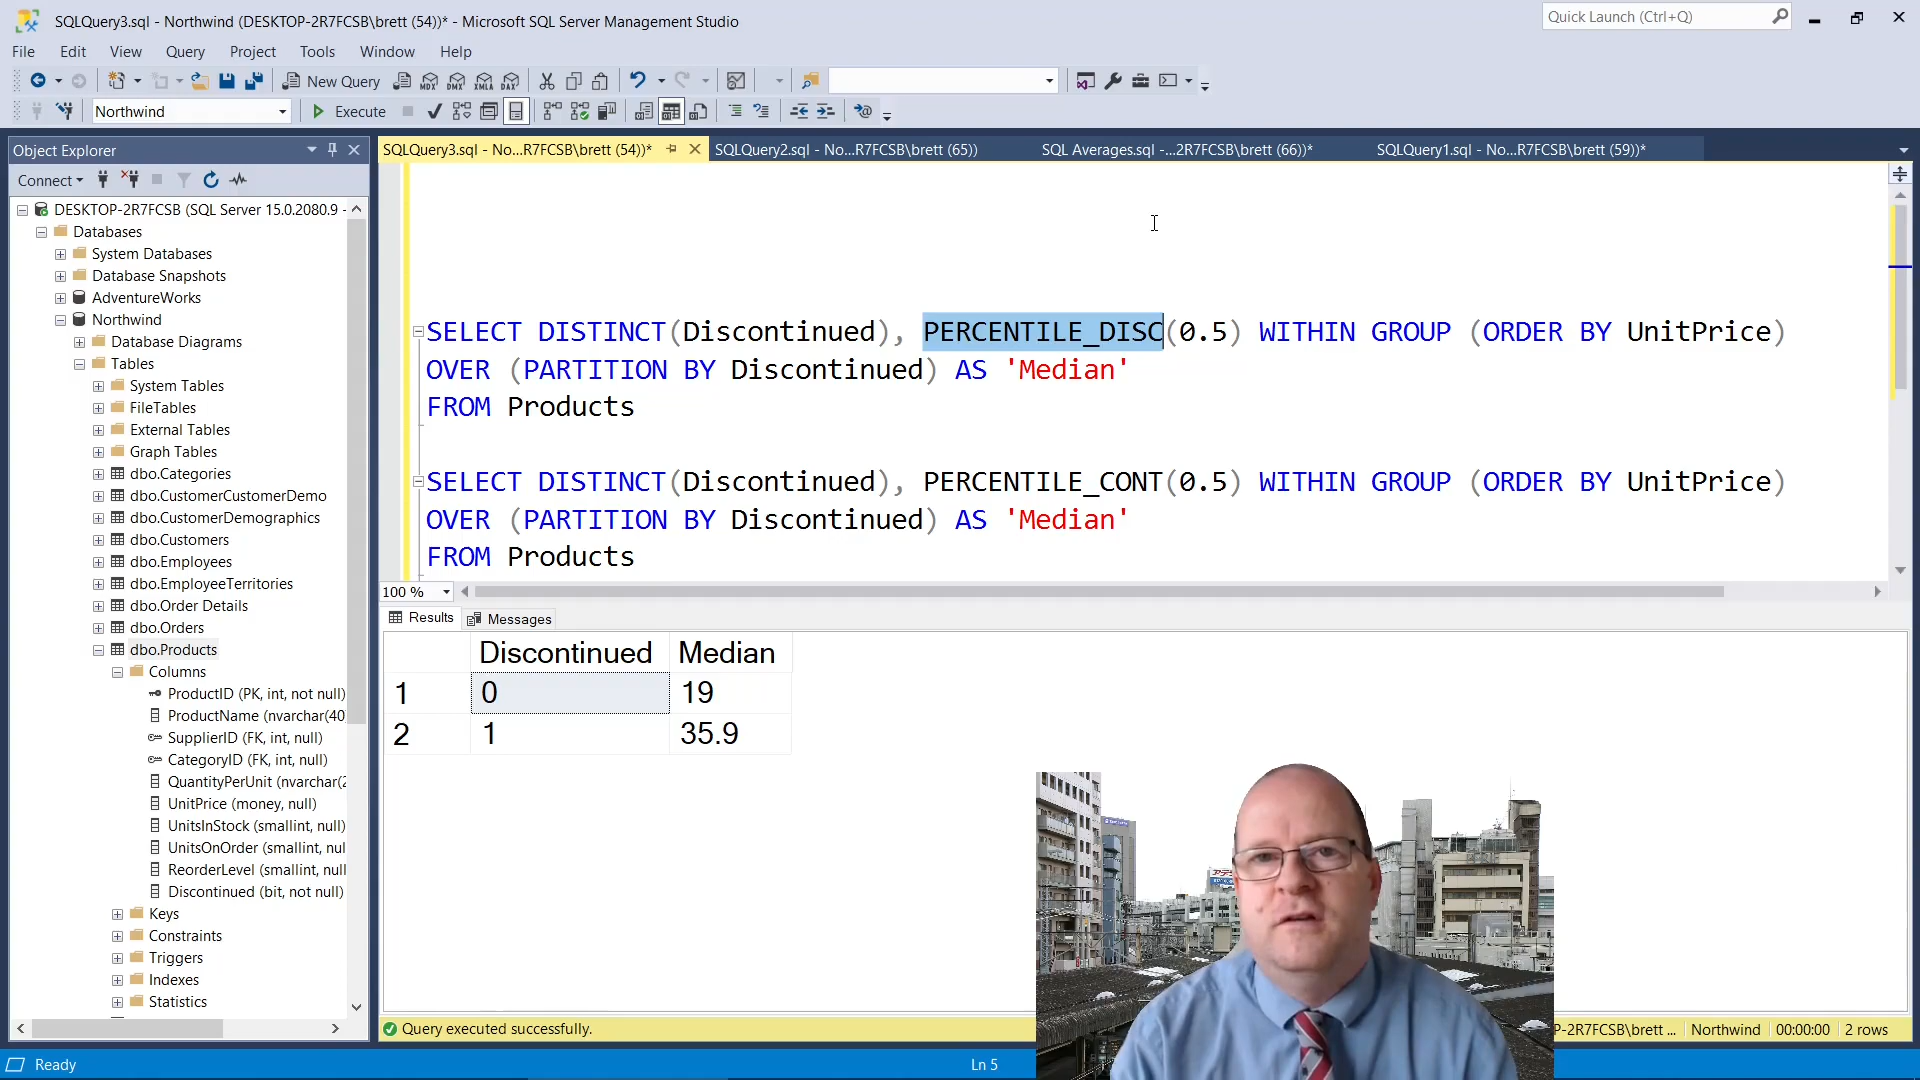 SQLQuery3.sql - Northwind (DESKTOP-2R7FCSB\brett (54))* - Microsoft SQL Server Management Studio
Quick Launch (Ctrl+Q)
File Edit View Query Project Tools Window Help
New Query
MDX DMX XMLA DAX
Northwind
Execute
Object Explorer
SQLQuery3.sql - No...R7FCSB\brett (54))*
SQLQuery2.sql - No...R7FCSB\brett (65))
SQL Averages.sql -...2R7FCSB\brett (66))*
SQLQuery1.sql - No...R7FCSB\brett (59))*
Connect
DESKTOP-2R7FCSB (SQL Server 15.0.2080.9 -
Databases
System Databases
Database Snapshots
AdventureWorks
Northwind
Database Diagrams
Tables
System Tables
FileTables
External Tables
Graph Tables
dbo.Categories
dbo.CustomerCustomerDemo
dbo.CustomerDemographics
dbo.Customers
dbo.Employees
dbo.EmployeeTerritories
dbo.Order Details
dbo.Orders
dbo.Products
Columns
ProductID (PK, int, not null)
ProductName (nvarchar(40)
SupplierID (FK, int, null)
CategoryID (FK, int, null)
QuantityPerUnit (nvarchar(2
UnitPrice (money, null)
UnitsInStock (smallint, null)
UnitsOnOrder (smallint, nul
ReorderLevel (smallint, null
Discontinued (bit, not null)
Keys
Constraints
Triggers
Indexes
Statistics
SELECT DISTINCT(Discontinued), PERCENTILE_DISC(0.5) WITHIN GROUP (ORDER BY UnitPrice)
OVER (PARTITION BY Discontinued) AS 'Median'
FROM Products
SELECT DISTINCT(Discontinued), PERCENTILE_CONT(0.5) WITHIN GROUP (ORDER BY UnitPrice)
OVER (PARTITION BY Discontinued) AS 'Median'
FROM Products
100 %
Results Messages
Discontinued Median
1 0 19
2 1 35.9
Query executed successfully.
P-2R7FCSB\brett ... Northwind 00:00:00 2 rows
Ready
Ln 5